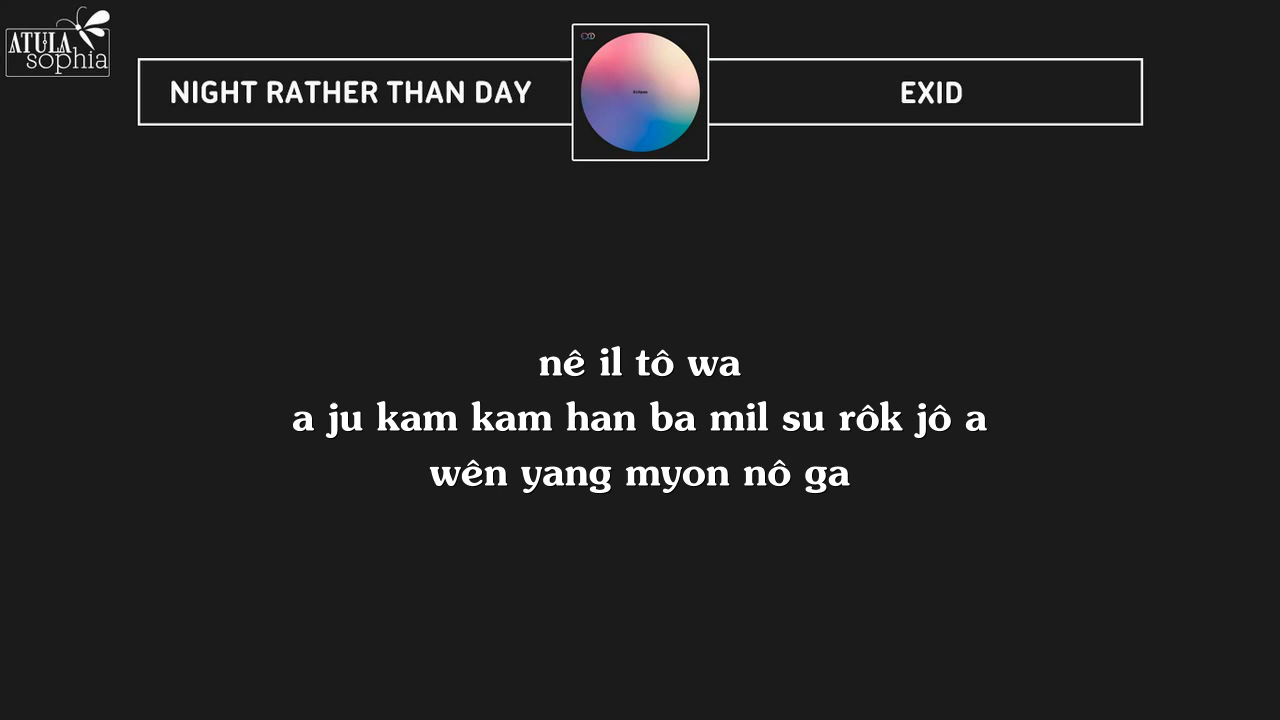 ATULA
sophia
NIGHT RATHER THAN DAY
Eclipse
EXID
nê il tô wa
a ju kam kam han ba mil su rôk jô a
wên yang myon nô ga